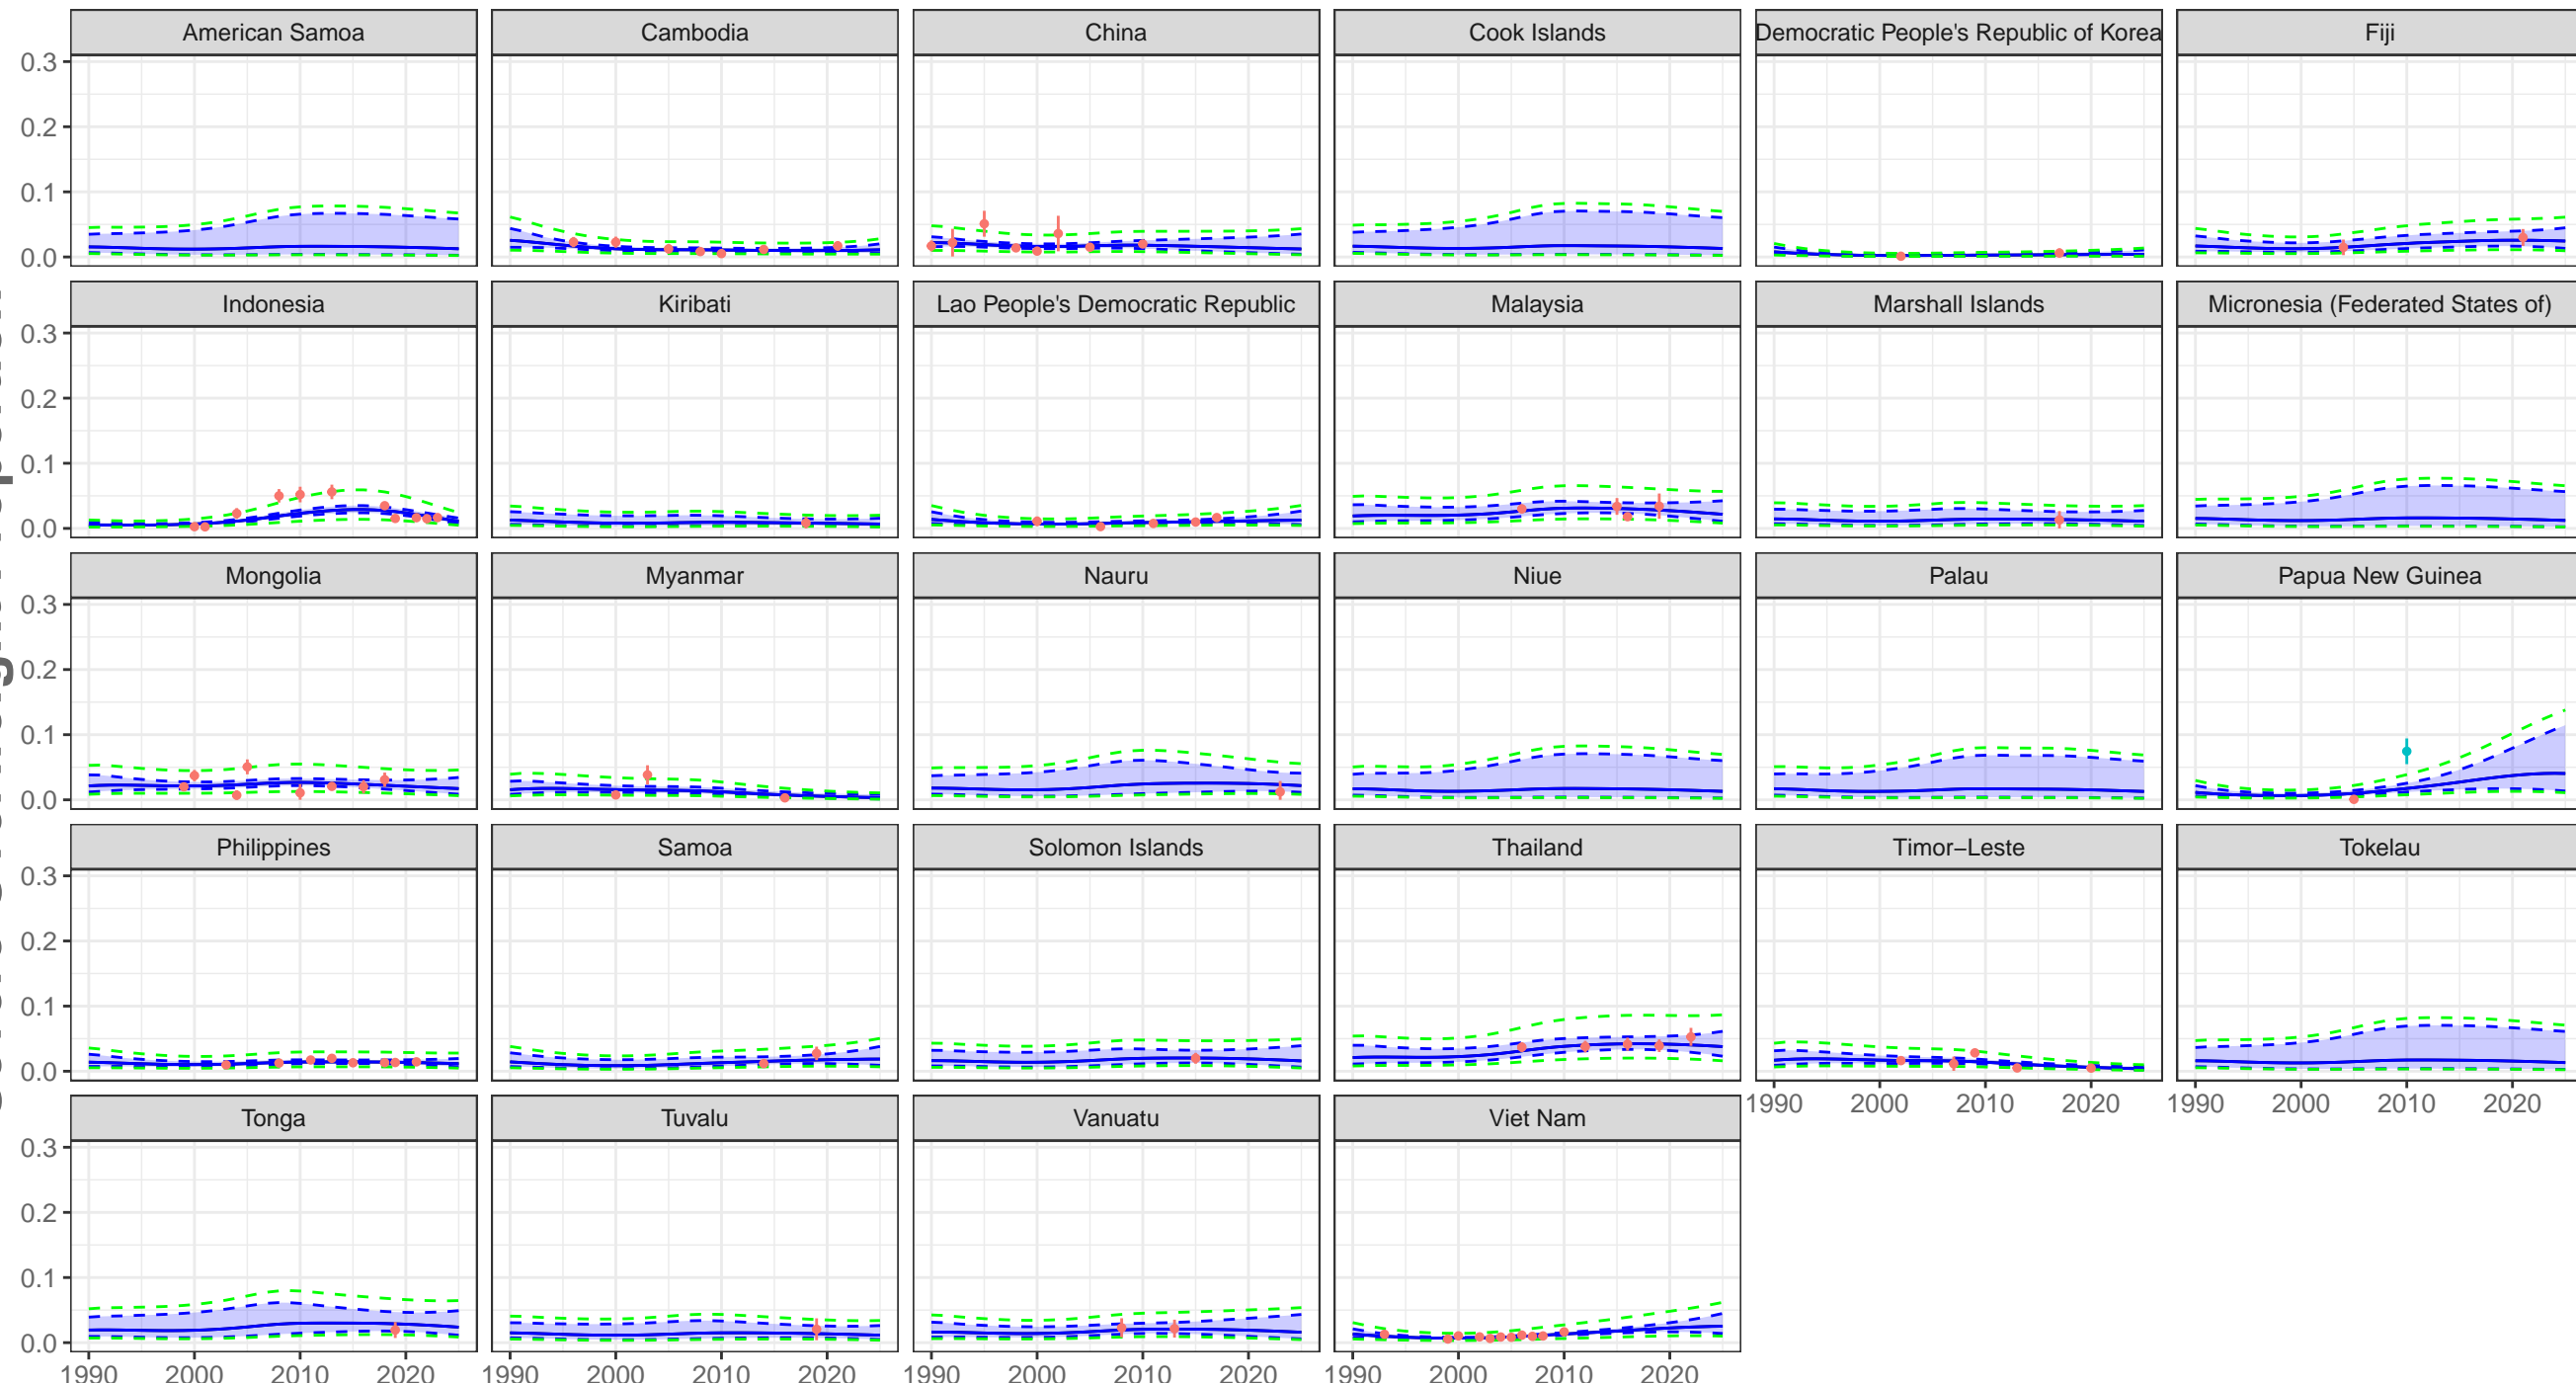 American Samoa Cambodia China Cook Islands Democratic People's Republic of Korea Fiji
0.3
0.2
0.1
0.0
Indonesia Kiribati Lao People's Democratic Republic Malaysia Marshall Islands Micronesia (Federated States of)
0.3
0.2
0.1
0.0
Mongolia Myanmar Nauru Niue Palau Papua New Guinea
0.3
0.2
0.1
0.0
Philippines Samoa Solomon Islands Thailand Timor−Leste Tokelau
0.3
0.2
0.1
0.0
1990 2000 2010 2020 1990 2000 2010 2020
Tonga Tuvalu Vanuatu Viet Nam
0.3
0.2
0.1
0.0
1990 2000 2010 2020 1990 2000 2010 2020 1990 2000 2010 2020 1990 2000 2010 2020